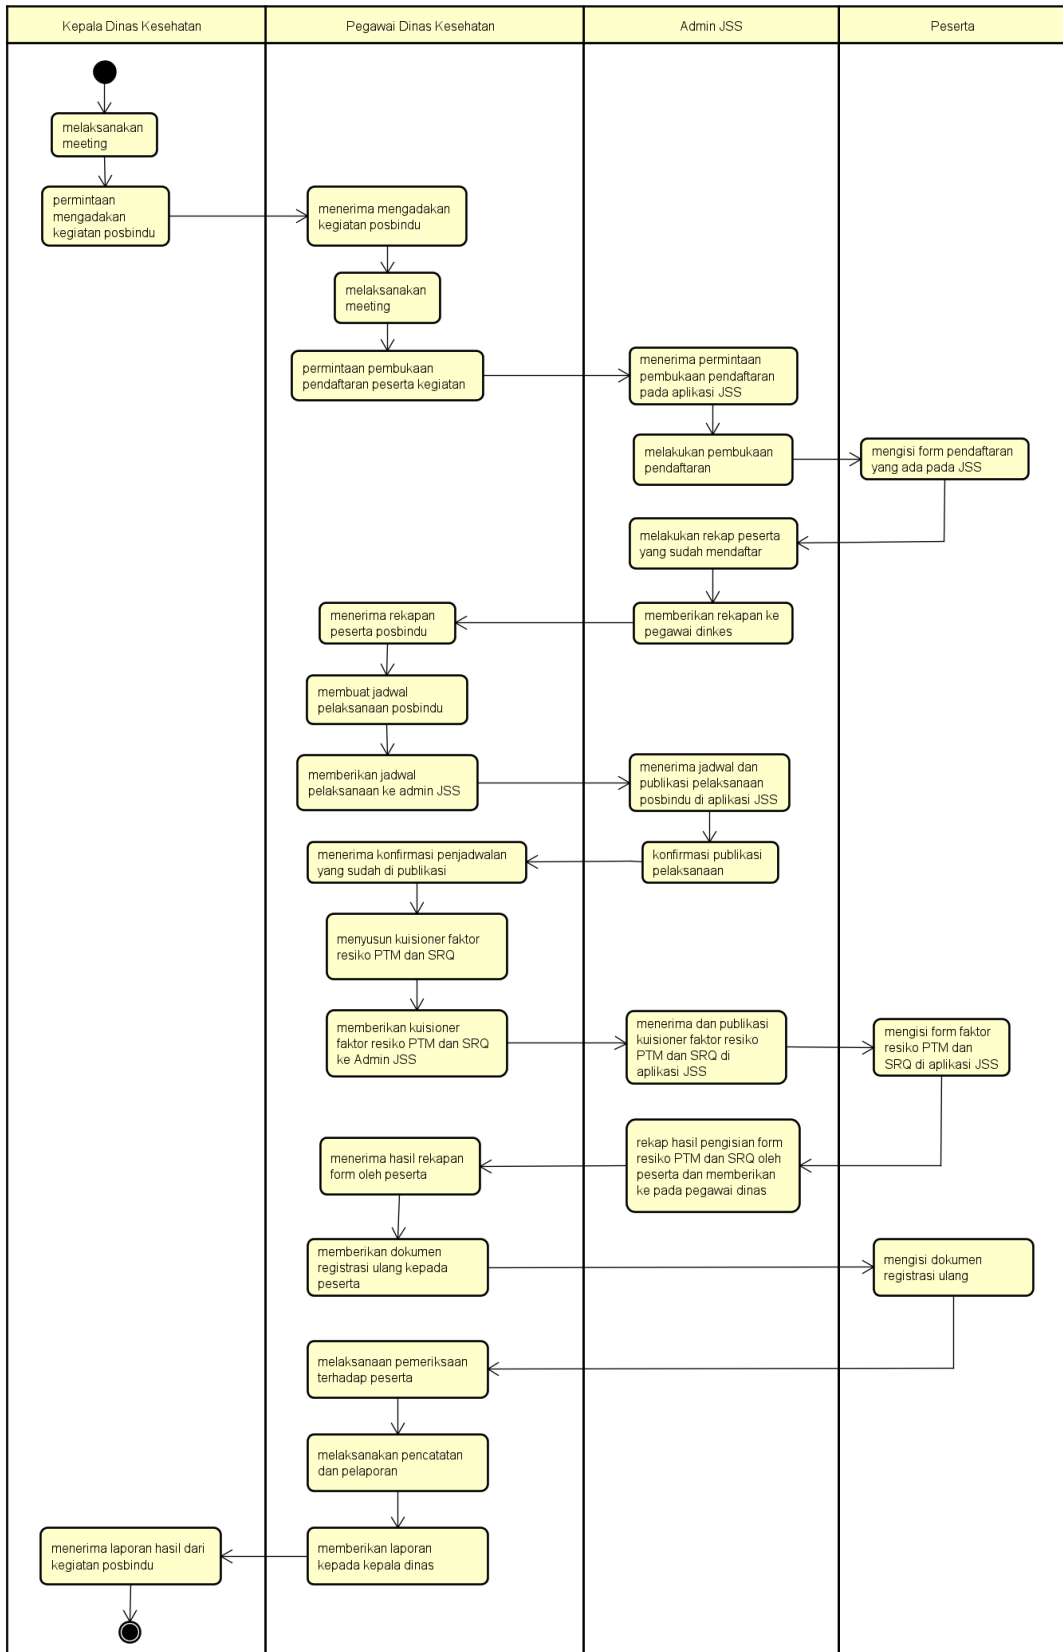 Kepala Dinas Kesehatan
Pegawai Dinas Kesehatan
Admin JSS
Peserta
melaksanakan
meeting
permintaan
mengadakan
kegiatan posbindu
menerima mengadakan
kegiatan posbindu
melaksanakan
meeting
permintaan pembukaan
pendaftaran peserta kegiatan
menerima permintaan
pembukaan pendaftaran
pada aplikasi JSS
melakukan pembukaan
pendaftaran
mengisi form pendaftaran
yang ada pada JSS
melakukan rekap peserta
yang sudah mendaftar
memberikan rekapan ke
pegawai dinkes
menerima rekapan
peserta posbindu
membuat jadwal
pelaksanaan posbindu
memberikan jadwal
pelaksanaan ke admin JSS
menerima jadwal dan
publikasi pelaksanaan
posbindu di aplikasi JSS
konfirmasi publikasi
pelaksanaan
menerima konfirmasi penjadwalan
yang sudah di publikasi
menyusun kuisioner faktor
resiko PTM dan SRQ
memberikan kuisioner
faktor resiko PTM dan SRQ
ke Admin JSS
menerima dan publikasi
kuisioner faktor resiko
PTM dan SRQ di
aplikasi JSS
mengisi form faktor
resiko PTM dan
SRQ di aplikasi JSS
rekap hasil pengisian form
resiko PTM dan SRQ oleh
peserta dan memberikan
ke pada pegawai dinas
menerima hasil rekapan
form oleh peserta
memberikan dokumen
registrasi ulang kepada
peserta
mengisi dokumen
registrasi ulang
melaksanaan pemeriksaan
terhadap peserta
melaksanakan pencatatan
dan pelaporan
memberikan laporan
kepada kepala dinas
menerima laporan hasil dari
kegiatan posbindu